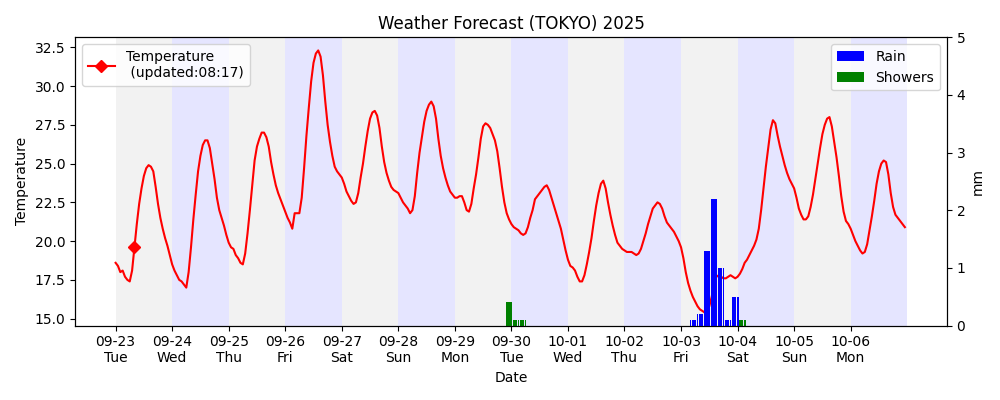 Weather Forecast (TOKYO) 2025
Temperature
(updated:08:17)
Rain
Showers
32.5
30.0
27.5
25.0
22.5
20.0
17.5
15.0
Temperature
5
4
3
2
1
0
mm
09-23 09-24 09-25 09-26 09-27 09-28 09-29 09-30 10-01 10-02 10-03 10-04 10-05 10-06
Tue Wed Thu Fri Sat Sun Mon Tue Wed Thu Fri Sat Sun Mon
Date